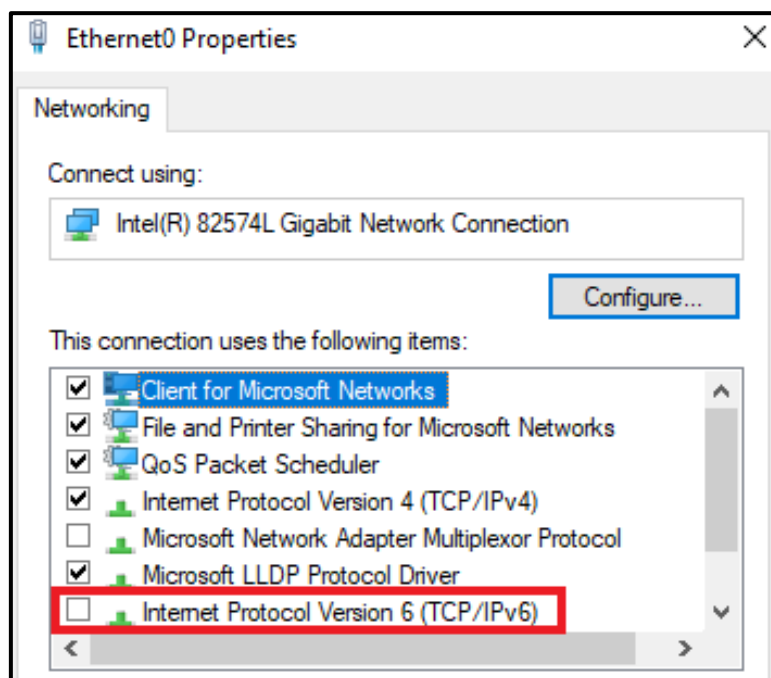 Ethernet0 Properties
Networking
Connect using:
Intel(R) 82574L Gigabit Network Connection
Configure...
This connection uses the following items:
Client for Microsoft Networks
File and Printer Sharing for Microsoft Networks
QoS Packet Scheduler
Internet Protocol Version 4 (TCP/IPv4)
Microsoft Network Adapter Multiplexor Protocol
Microsoft LLDP Protocol Driver
Internet Protocol Version 6 (TCP/IPv6)